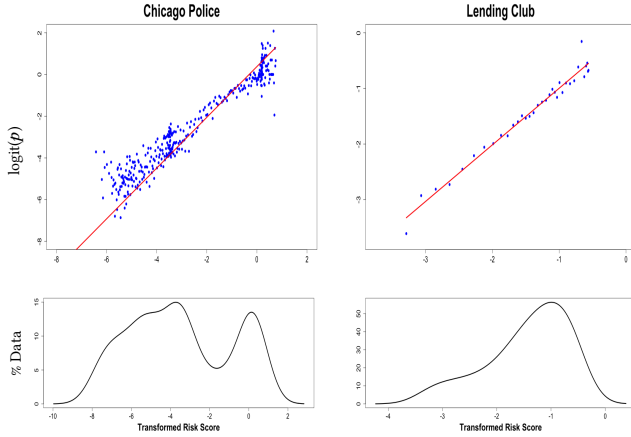 Chicago Police
Lending Club
logit(p)
2
0
-2
-4
-6
-8
-8 -6 -4 -2 0 2
0
-1
-2
-3
-3 -2 -1 0
% Data
15
10
5
0
-10 -8 -6 -4 -2 0 2
Transformed Risk Score
50
40
30
20
10
0
-4 -3 -2 -1 0
Transformed Risk Score